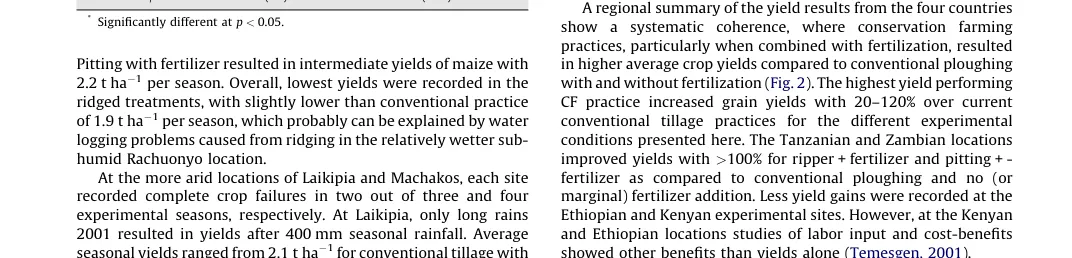 * Significantly different at p < 0.05.
Pitting with fertilizer resulted in intermediate yields of maize with
2.2 t ha−1 per season. Overall, lowest yields were recorded in the
ridged treatments, with slightly lower than conventional practice
of 1.9 t ha−1 per season, which probably can be explained by water
logging problems caused from ridging in the relatively wetter sub-
humid Rachuonyo location.
At the more arid locations of Laikipia and Machakos, each site
recorded complete crop failures in two out of three and four
experimental seasons, respectively. At Laikipia, only long rains
2001 resulted in yields after 400 mm seasonal rainfall. Average
seasonal yields ranged from 2.1 t ha−1 for conventional tillage with
A regional summary of the yield results from the four countries
show a systematic coherence, where conservation farming
practices, particularly when combined with fertilization, resulted
in higher average crop yields compared to conventional ploughing
with and without fertilization (Fig. 2). The highest yield performing
CF practice increased grain yields with 20–120% over current
conventional tillage practices for the different experimental
conditions presented here. The Tanzanian and Zambian locations
improved yields with >100% for ripper + fertilizer and pitting + -
fertilizer as compared to conventional ploughing and no (or
marginal) fertilizer addition. Less yield gains were recorded at the
Ethiopian and Kenyan experimental sites. However, at the Kenyan
and Ethiopian locations studies of labor input and cost-benefits
showed other benefits than yields alone (Temesgen, 2001).